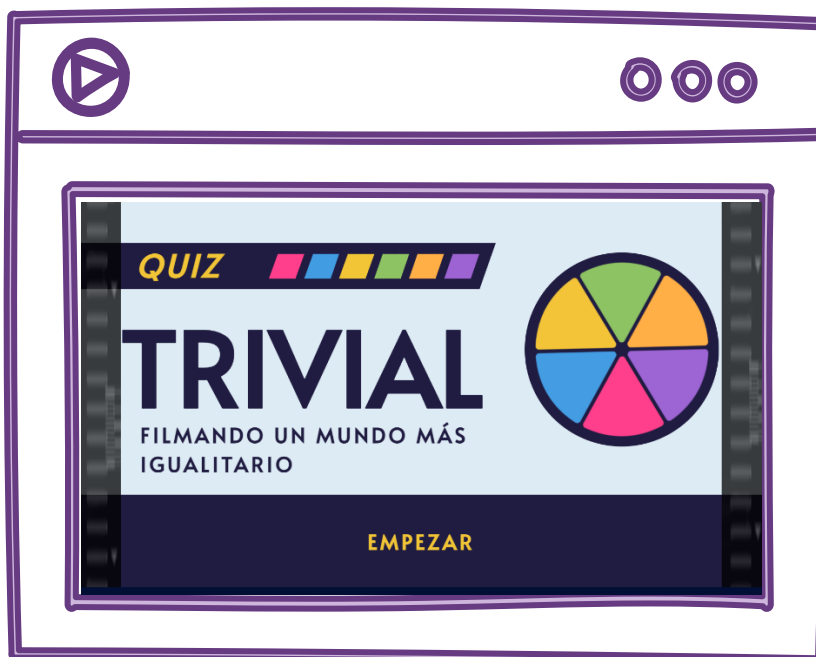 QUIZ
TRIVIAL
FILMANDO UN MUNDO MÁS
IGUALITARIO
EMPEZAR